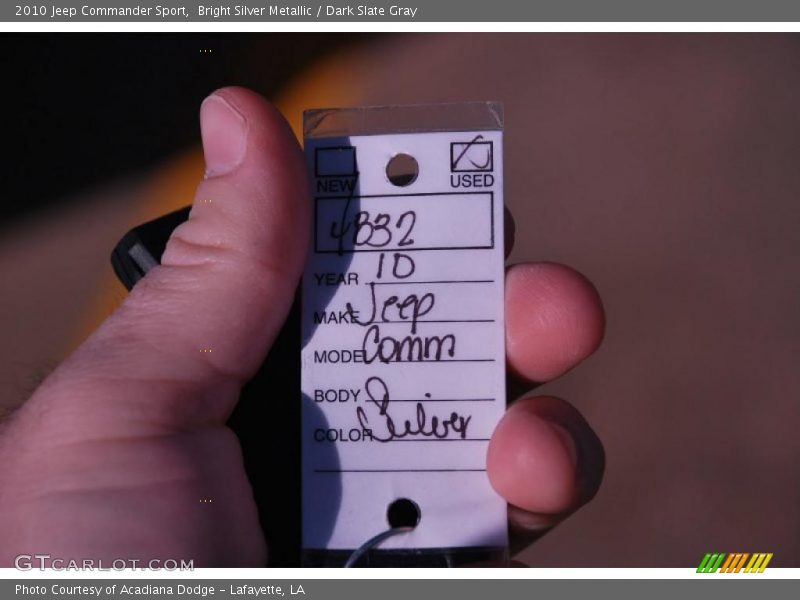 2010 Jeep Commander Sport,  Bright Silver Metallic / Dark Slate Gray
NEW USED
4832
YEAR 10
MAKE Jeep
MODEL Comm
BODY
COLOR Silver
GTCARLOT.COM
Photo Courtesy of Acadiana Dodge - Lafayette, LA